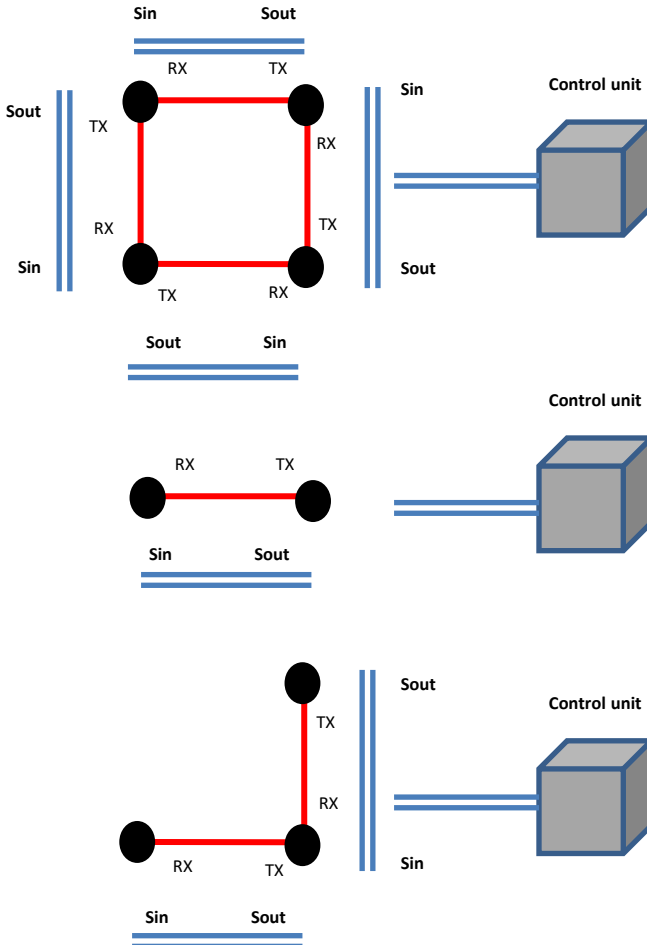 Sin Sout
RX TX
Sin Control unit
Sout
TX RX
RX TX
Sin Sout
TX RX
Sout Sin
Control unit
RX TX
Sin Sout
Sout
Control unit
TX
RX
Sin
RX TX
Sin Sout